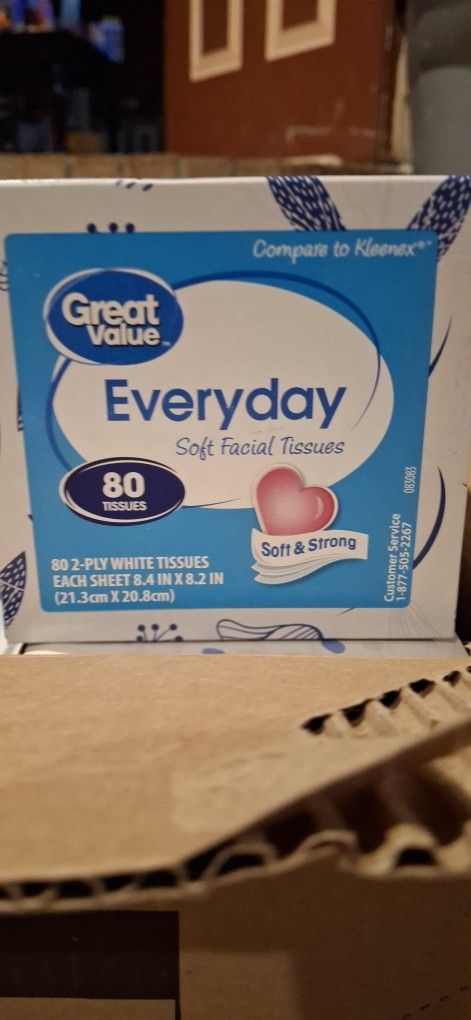 Compare to Kleenex®*
Great
Value™
Everyday
Soft Facial Tissues
80
TISSUES
Soft & Strong
80 2-PLY WHITE TISSUES
EACH SHEET 8.4 IN X 8.2 IN
(21.3cm X 20.8cm)
Customer Service
1-877-505-2267
083083